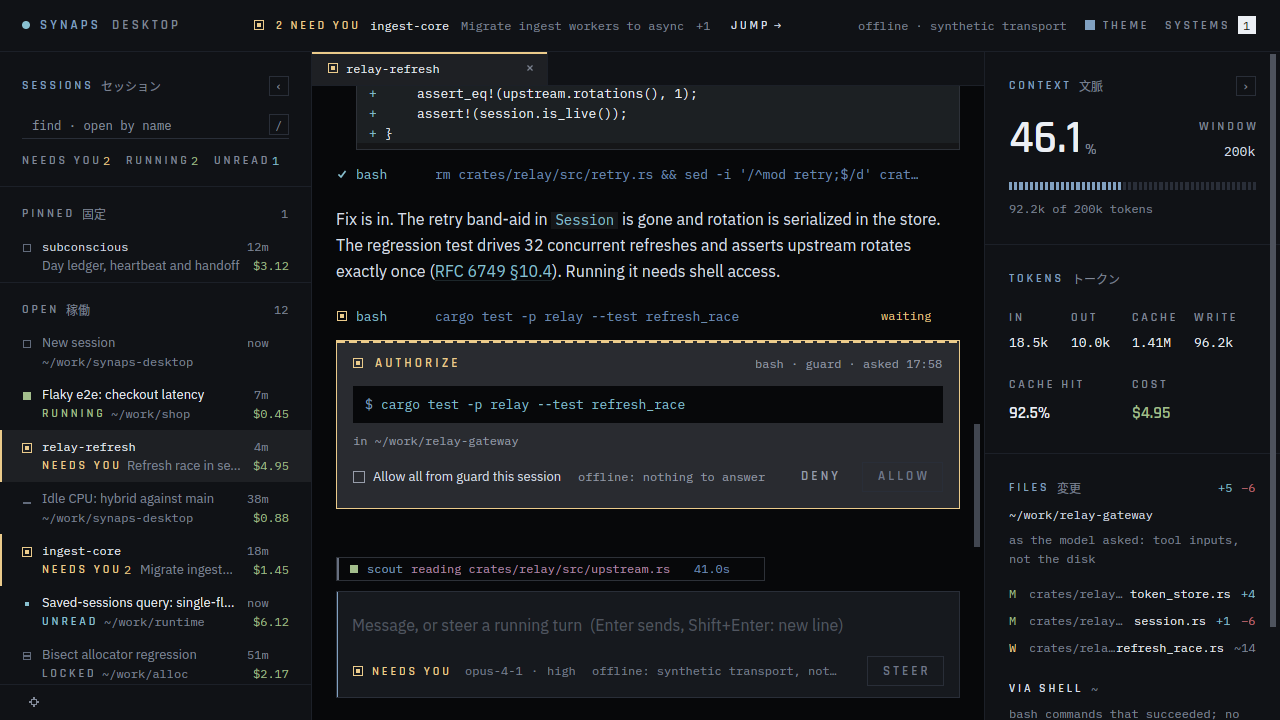 SYNAPS DESKTOP
2 NEED YOU ingest-core Migrate ingest workers to async +1 JUMP →
offline · synthetic transport THEME SYSTEMS 1
SESSIONS セッション ‹
find · open by name /
NEEDS YOU 2 RUNNING 2 UNREAD 1
PINNED 固定 1
subconscious 12m
Day ledger, heartbeat and handoff $3.12
OPEN 稼働 12
New session now
~/work/synaps-desktop
Flaky e2e: checkout latency 7m
RUNNING ~/work/shop $0.45
relay-refresh 4m
NEEDS YOU Refresh race in se… $4.95
Idle CPU: hybrid against main 38m
~/work/synaps-desktop $0.88
ingest-core 18m
NEEDS YOU 2 Migrate ingest… $1.45
Saved-sessions query: single-fl… now
UNREAD ~/work/runtime $6.12
Bisect allocator regression 51m
LOCKED ~/work/alloc $2.17
relay-refresh ×
+ assert_eq!(upstream.rotations(), 1);
+ assert!(session.is_live());
+ }
✓ bash rm crates/relay/src/retry.rs && sed -i '/^mod retry;$/d' crat…
Fix is in. The retry band-aid in Session is gone and rotation is serialized in the store.
The regression test drives 32 concurrent refreshes and asserts upstream rotates
exactly once (RFC 6749 §10.4). Running it needs shell access.
bash cargo test -p relay --test refresh_race waiting
AUTHORIZE bash · guard · asked 17:58
$ cargo test -p relay --test refresh_race
in ~/work/relay-gateway
Allow all from guard this session offline: nothing to answer DENY ALLOW
scout reading crates/relay/src/upstream.rs 41.0s
Message, or steer a running turn (Enter sends, Shift+Enter: new line)
NEEDS YOU opus-4-1 · high offline: synthetic transport, not… STEER
CONTEXT 文脈 ›
46.1% WINDOW
200k
92.2k of 200k tokens
TOKENS トークン
IN OUT CACHE WRITE
18.5k 10.0k 1.41M 96.2k
CACHE HIT COST
92.5% $4.95
FILES 変更 +5 −6
~/work/relay-gateway
as the model asked: tool inputs,
not the disk
M crates/relay… token_store.rs +4
M crates/relay… session.rs +1 −6
W crates/rela…refresh_race.rs ~14
VIA SHELL ~
bash commands that succeeded; no